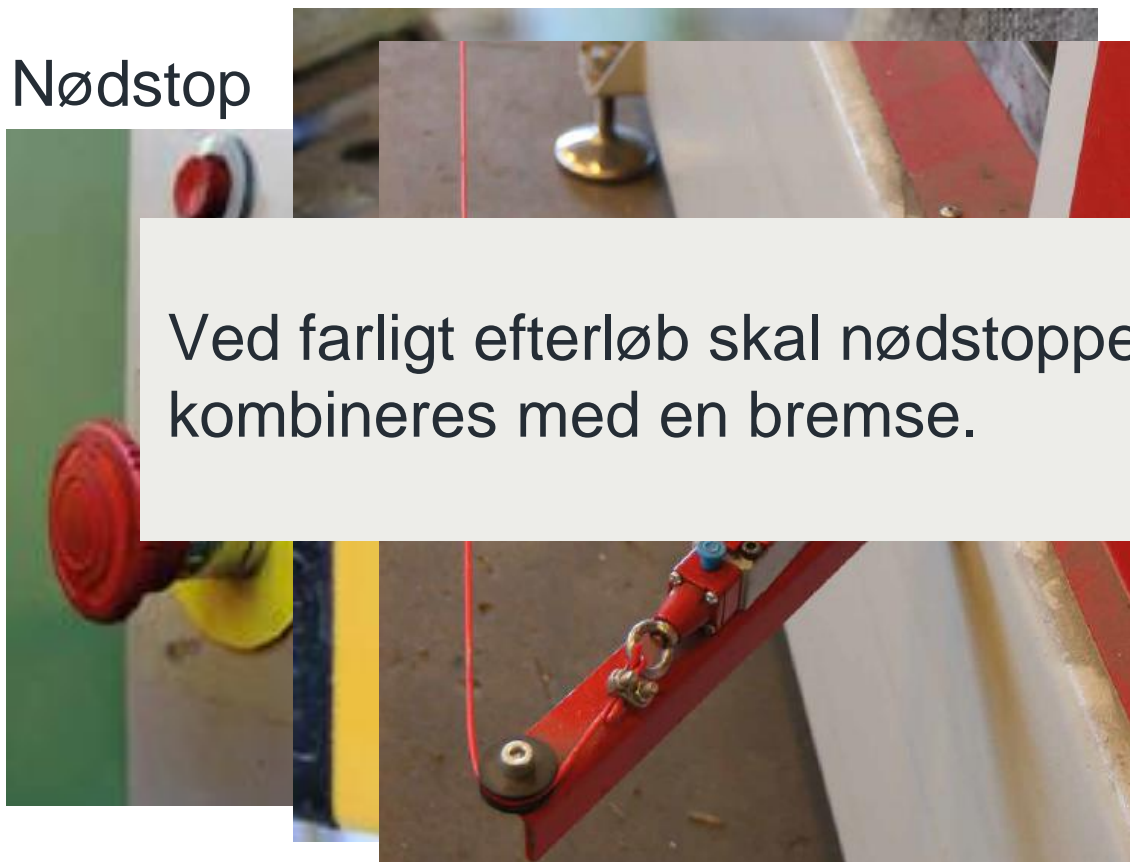 Nødstop
Ved farligt efterløb skal nødstoppe
kombineres med en bremse.